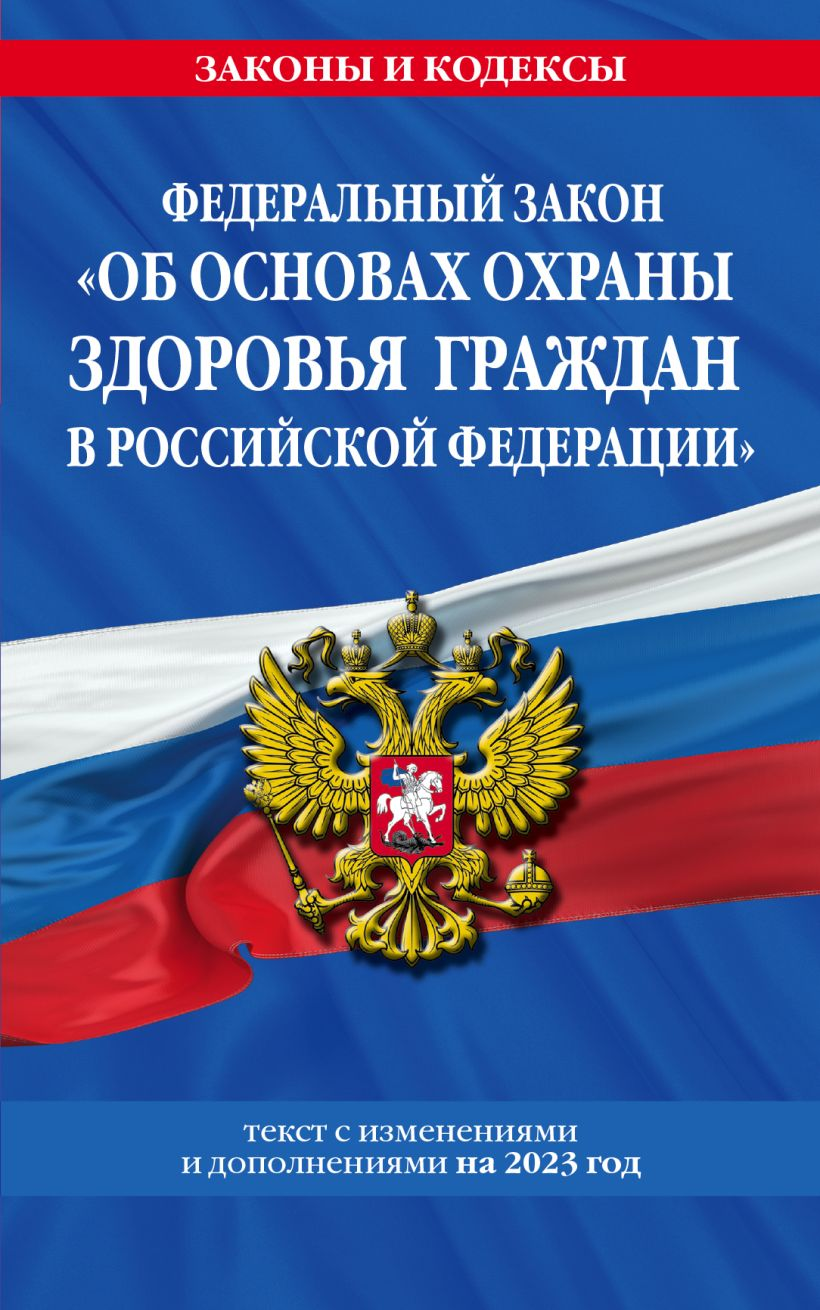 ЗАКОНЫ И КОДЕКСЫ
ФЕДЕРАЛЬНЫЙ ЗАКОН
«ОБ ОСНОВАХ ОХРАНЫ
ЗДОРОВЬЯ ГРАЖДАН
В РОССИЙСКОЙ ФЕДЕРАЦИИ»
текст с изменениями
и дополнениями на 2023 год